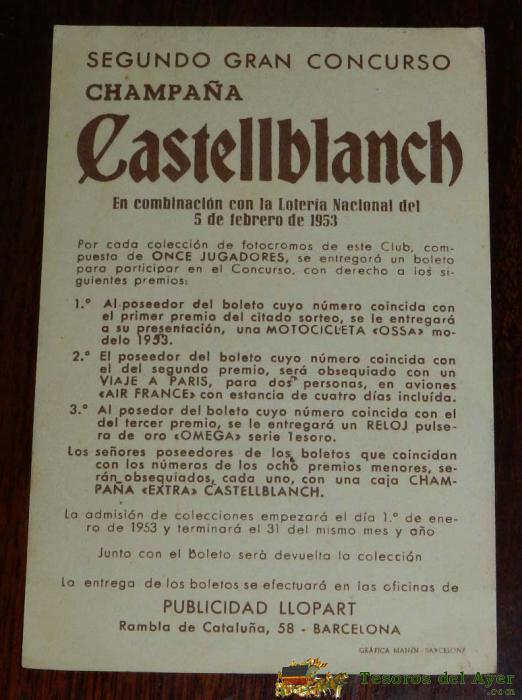 SEGUNDO GRAN CONCURSO
CHAMPAÑA
Castellblanch
En combinación con la Lotería Nacional del
5 de febrero de 1953
Por cada colección de fotocromos de este Club, com-
puesta de ONCE JUGADORES, se entregará un boleto
para participar en el Concurso, con derecho a los si-
guientes premios:
1.º Al poseedor del boleto cuyo número coincida con
el primer premio del citado sorteo, se le entregará
a su presentación, una MOTOCICLETA «OSSA» mo-
delo 1953.
2.º El poseedor del boleto cuyo número coincida con
el del segundo premio, será obsequiado con un
VIAJE A PARIS, para dos personas, en aviones
«AIR FRANCE» con estancia de cuatro días incluída.
3.º Al posedor del boleto cuyo número coincida con el
del tercer premio, se le entregará un RELOJ pulse-
ra de oro «OMEGA» serie Tesoro.
Los señores poseedores de los boletos que coincidan
con los números de los ocho premios menores, se-
rán obsequiados, cada uno, con una caja CHAM-
PAÑA «EXTRA» CASTELLBLANCH.
La admisión de colecciones empezará el día 1.º de ene-
ro de 1953 y terminará el 31 del mismo mes y año
Junto con el Boleto serà devuelta la colección
La entrega de los boletos se efectuará en las oficinas de
PUBLICIDAD LLOPART
Rambla de Cataluña, 58 - BARCELONA
GRÁFICA MANÉN - BARCELONA
Tesoros del Ayer
.com